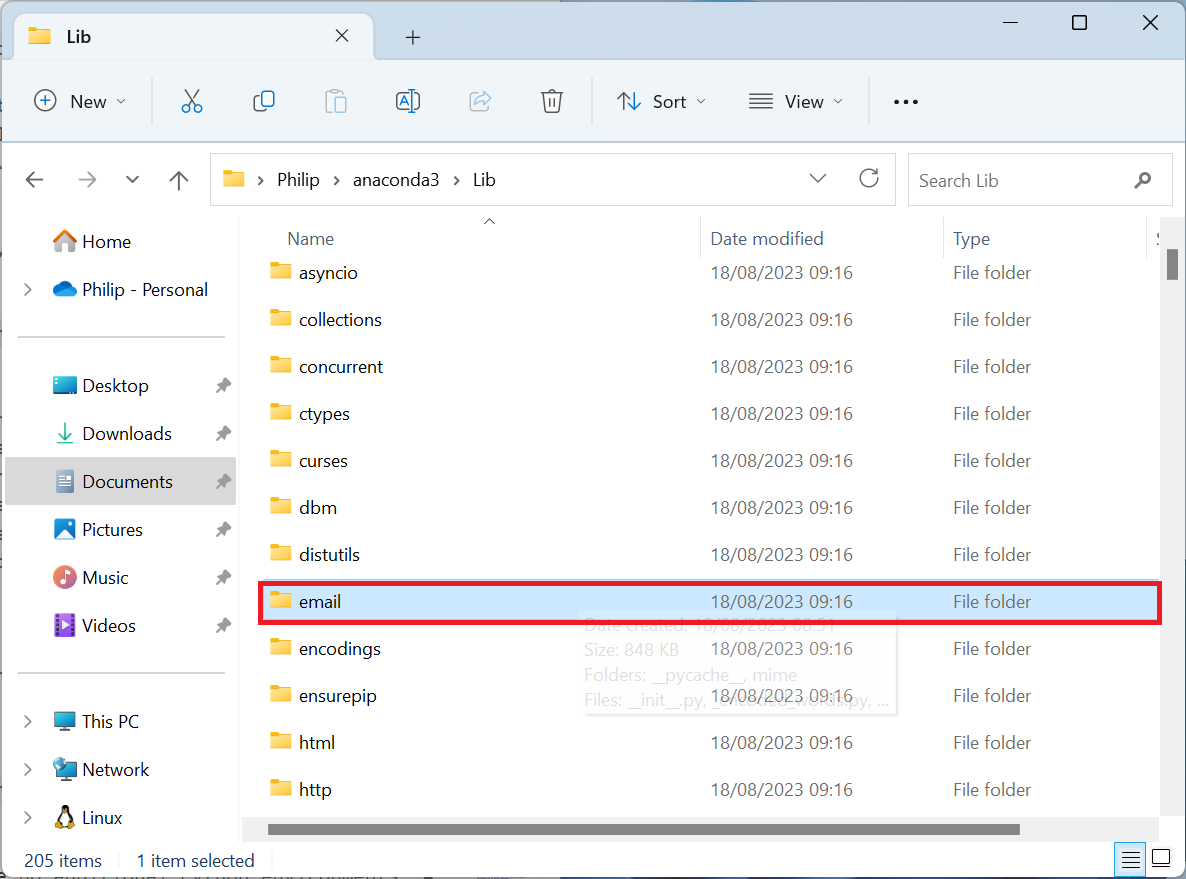 Lib
New
Sort
View
Philip > anaconda3 > Lib
Search Lib
Home
Philip - Personal
Desktop
Downloads
Documents
Pictures
Music
Videos
This PC
Network
Linux
Name Date modified Type
asyncio 18/08/2023 09:16 File folder
collections 18/08/2023 09:16 File folder
concurrent 18/08/2023 09:16 File folder
ctypes 18/08/2023 09:16 File folder
curses 18/08/2023 09:16 File folder
dbm 18/08/2023 09:16 File folder
distutils 18/08/2023 09:16 File folder
email 18/08/2023 09:16 File folder
Date created: 18/08/2023 08:51
encodings 18/08/2023 09:16 File folder
Size: 848 KB
Folders: __pycache__, mime
ensurepip 18/08/2023 09:16 File folder
Files: __init__.py, _encoded_words.py, ...
html 18/08/2023 09:16 File folder
http 18/08/2023 09:16 File folder
205 items 1 item selected